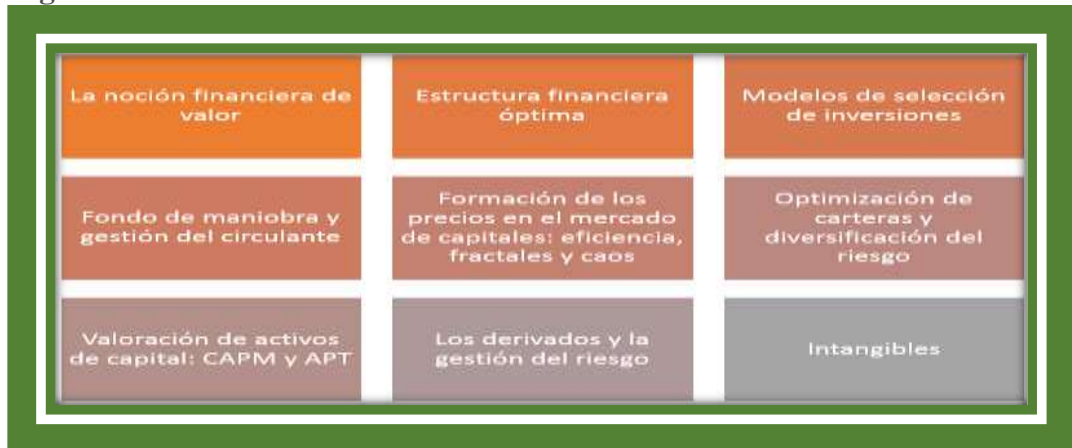 La noción financiera de
valor
Estructura financiera
óptima
Modelos de selección
de inversiones
Fondo de maniobra y
gestión del circulante
Formación de los
precios en el mercado
de capitales: eficiencia,
fractales y caos
Optimización de
carteras y
diversificación del
riesgo
Valoración de activos
de capital: CAPM y APT
Los derivados y la
gestión del riesgo
Intangibles